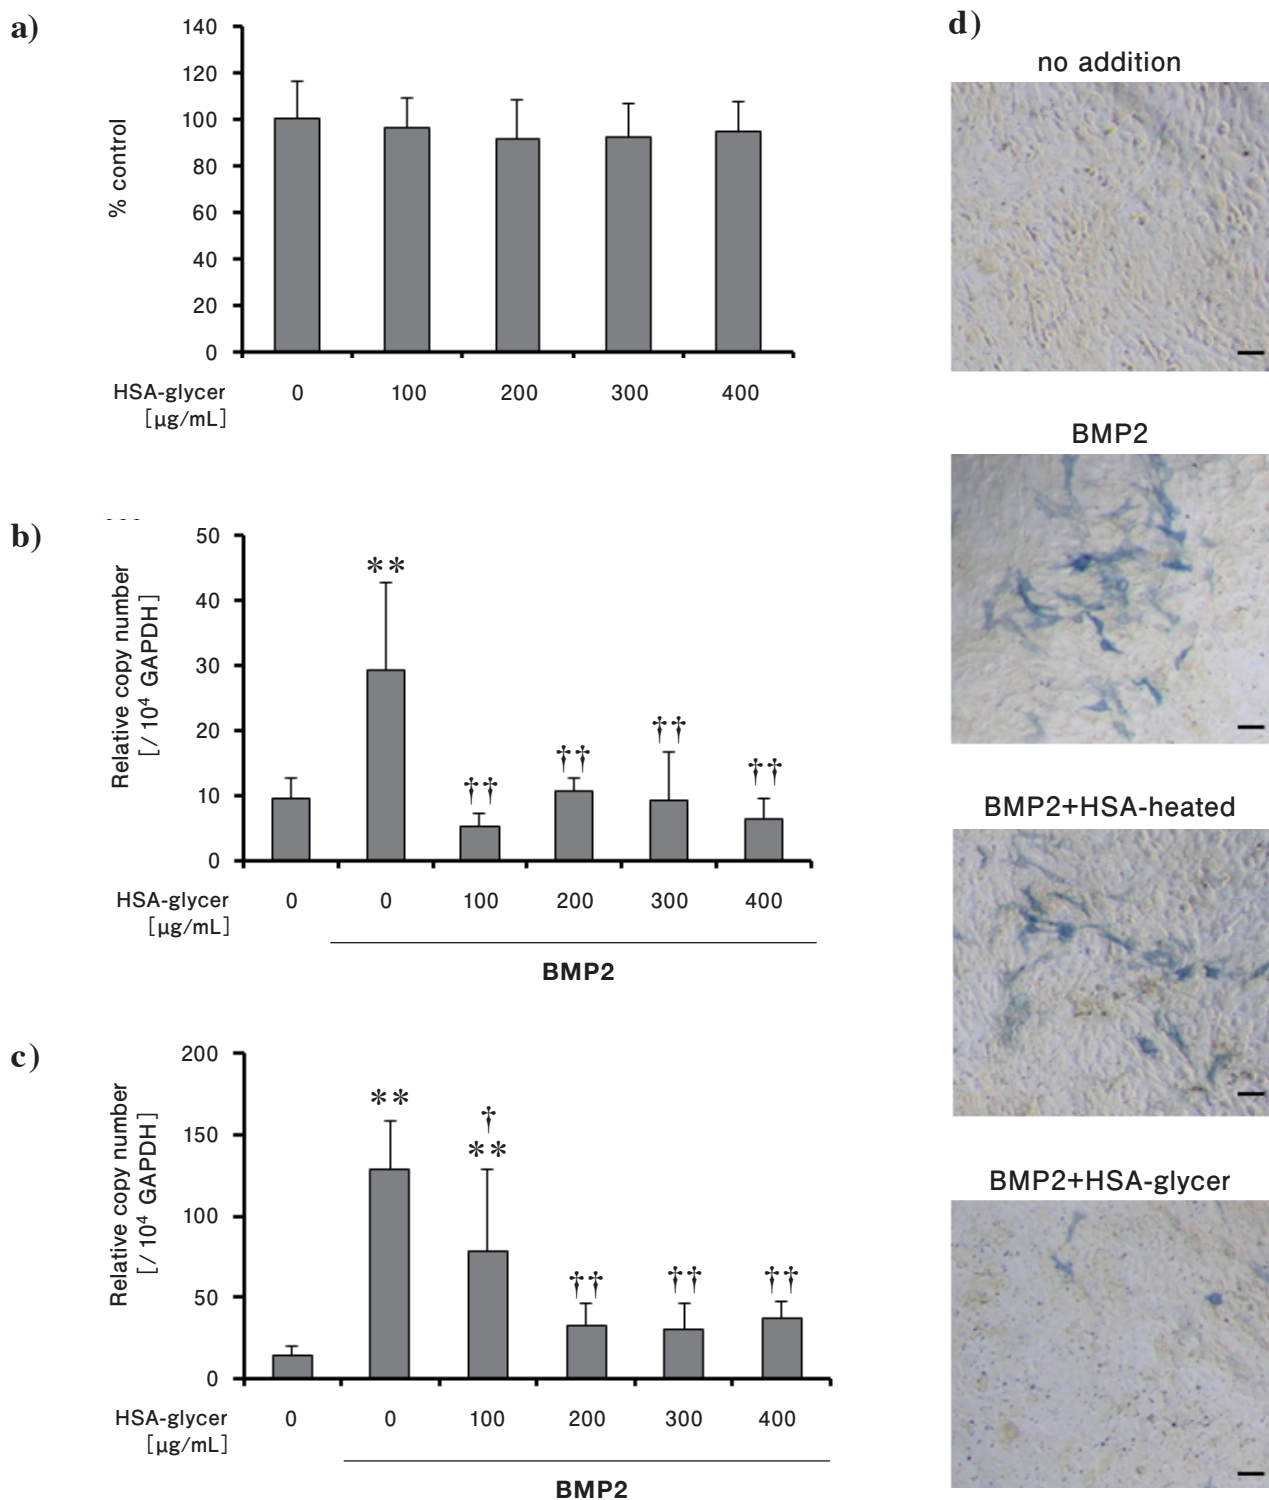 a)
140
120
100
80
60
40
20
0
% control
HSA-glycer
[µg/mL]
0 100 200 300 400
b)
50
40
30
20
10
0
Relative copy number
[/ 10⁴ GAPDH]
**
††
††
††
††
HSA-glycer
[µg/mL]
0 0 100 200 300 400
BMP2
c)
200
150
100
50
0
Relative copy number
[/ 10⁴ GAPDH]
**
†
**
††
††
††
HSA-glycer
[µg/mL]
0 0 100 200 300 400
BMP2
d)
no addition
BMP2
BMP2+HSA-heated
BMP2+HSA-glycer